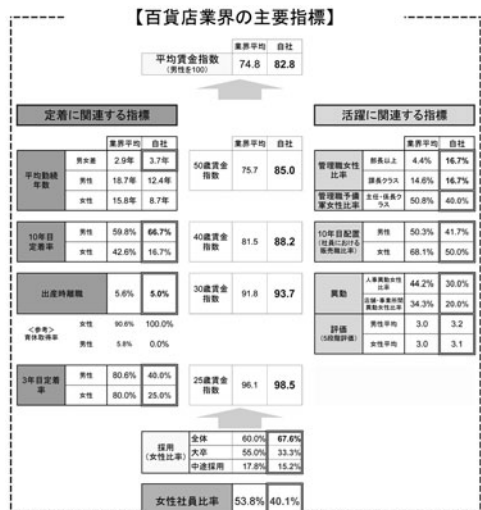 【百貨店業界の主要指標】
業界平均 自社
平均賃金指数 74.8 82.8
(男性を100)
定着に関連する指標
業界平均 自社
平均勤続年数 男女差 2.9年 3.7年
男性 18.7年 12.4年
女性 15.8年 8.7年
10年目定着率 男性 59.8% 66.7%
女性 42.6% 16.7%
出産時離職 5.6% 5.0%
<参考>育休取得率 女性 90.6% 100.0%
男性 5.8% 0.0%
3年目定着率 男性 80.6% 40.0%
女性 80.0% 25.0%
業界平均 自社
50歳賃金指数 75.7 85.0
40歳賃金指数 81.5 88.2
30歳賃金指数 91.8 93.7
25歳賃金指数 96.1 98.5
活躍に関連する指標
業界平均 自社
管理職女性比率 部長以上 4.4% 16.7%
課長クラス 14.6% 16.7%
管理職予備軍女性比率 主任・係長クラス 50.8% 40.0%
10年目配置(社員における販売職比率) 男性 50.3% 41.7%
女性 68.1% 50.0%
異動 人事異動女性比率 44.2% 30.0%
店舗・事業所間異動女性比率 34.3% 20.0%
評価(5段階評価) 男性平均 3.0 3.2
女性平均 3.0 3.1
採用(女性比率) 全体 60.0% 67.6%
大卒 55.0% 33.3%
中途採用 17.8% 15.2%
女性社員比率 53.8% 40.1%